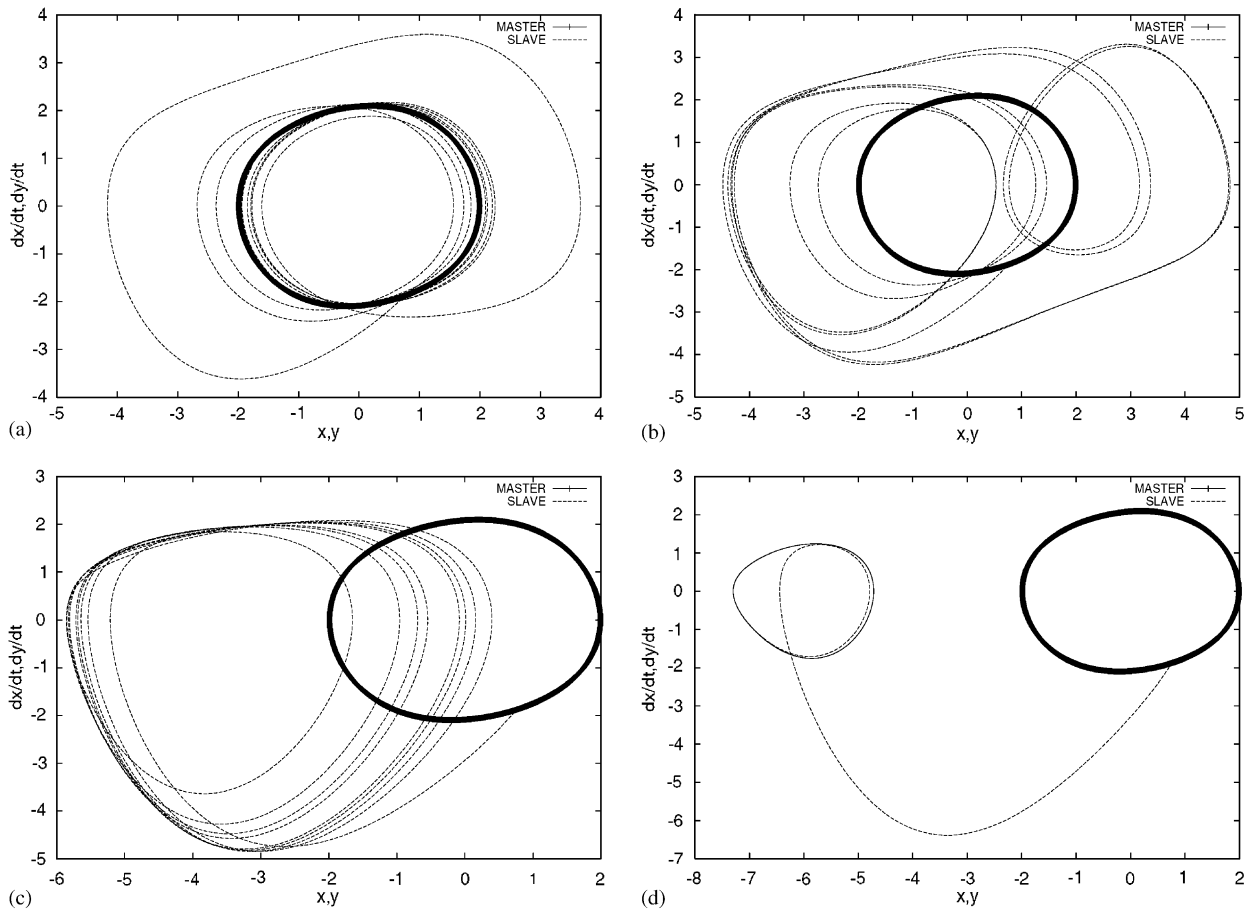 MASTER
SLAVE
4
3
2
1
0
-1
-2
-3
-4
dx/dt,dy/dt
-5 -4 -3 -2 -1 0 1 2 3 4
x,y
(a)
MASTER
SLAVE
4
3
2
1
0
-1
-2
-3
-4
-5
dx/dt,dy/dt
-5 -4 -3 -2 -1 0 1 2 3 4 5
x,y
(b)
MASTER
SLAVE
3
2
1
0
-1
-2
-3
-4
-5
dx/dt,dy/dt
-6 -5 -4 -3 -2 -1 0 1 2
x,y
(c)
MASTER
SLAVE
3
2
1
0
-1
-2
-3
-4
-5
-6
-7
dx/dt,dy/dt
-8 -7 -6 -5 -4 -3 -2 -1 0 1 2
x,y
(d)